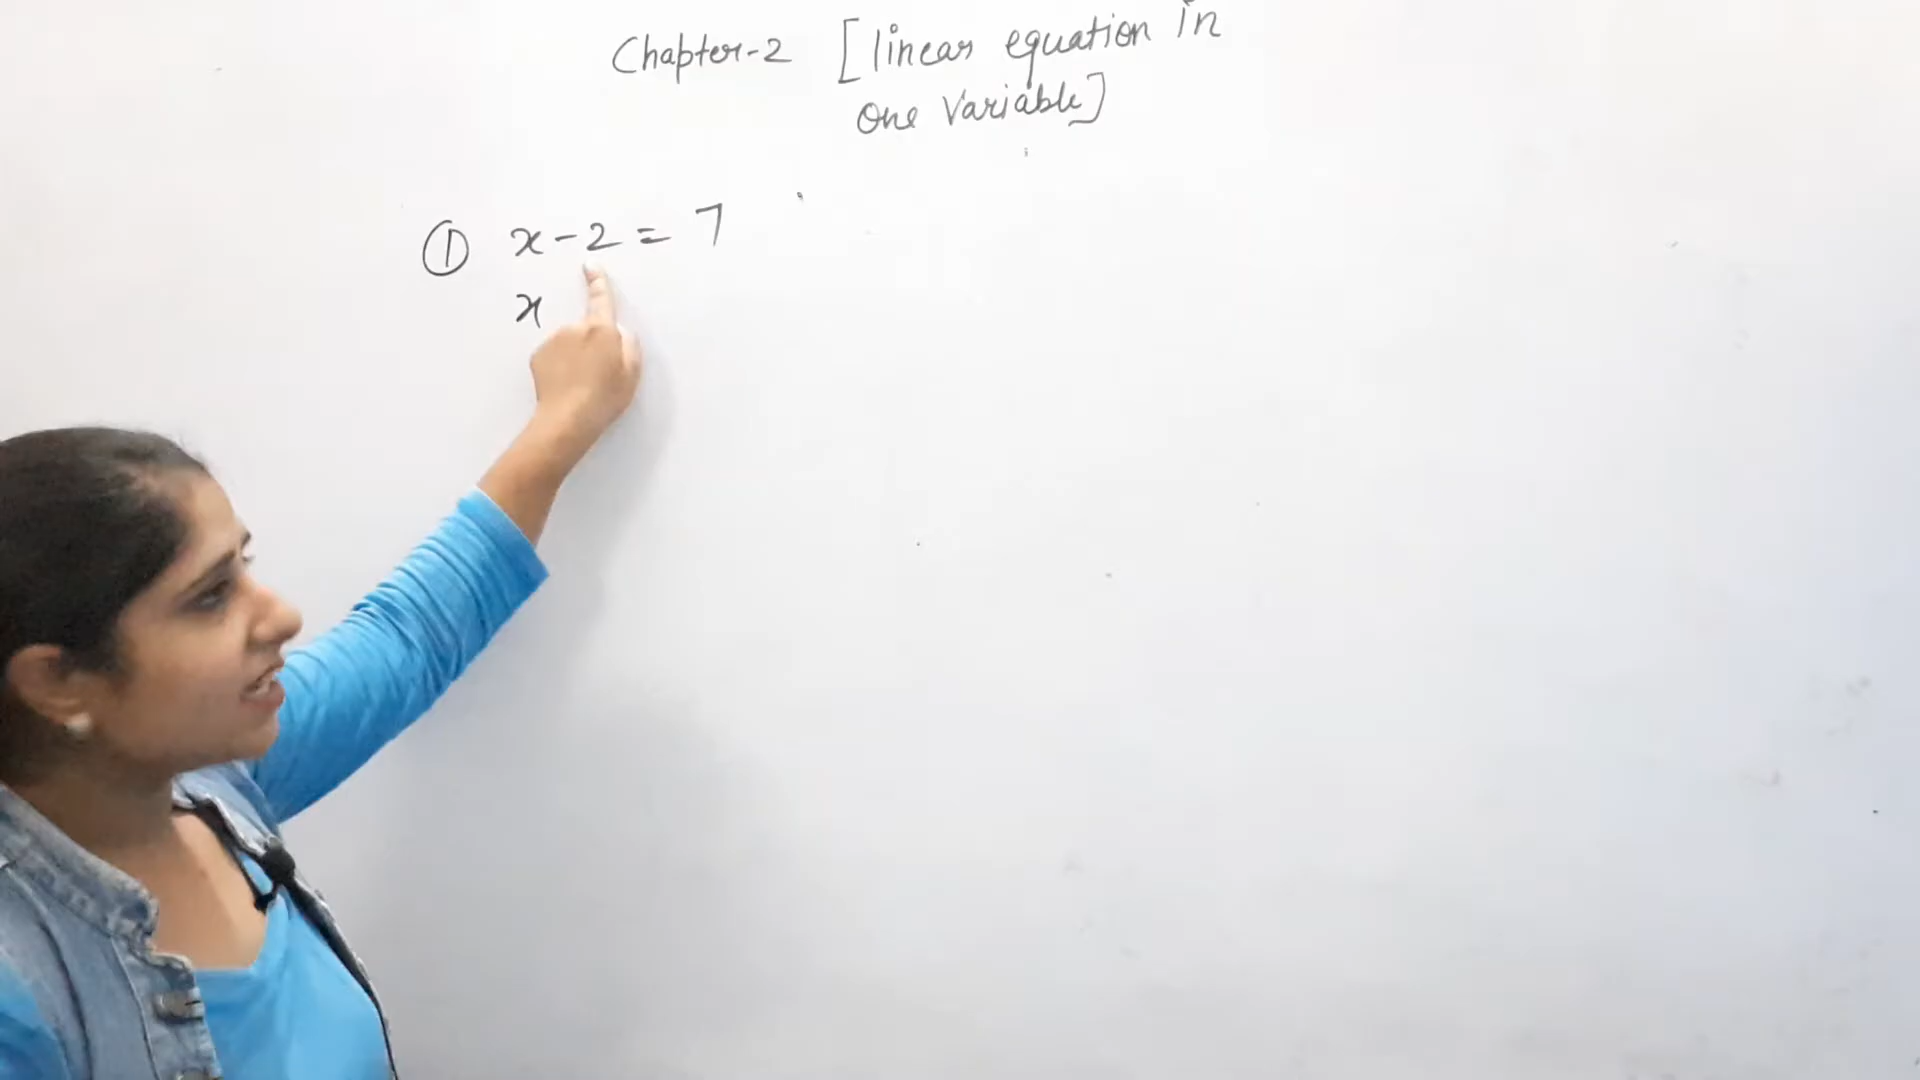 Chapter-2 [linear equation in
one Variable]
① x-2 = 7
x